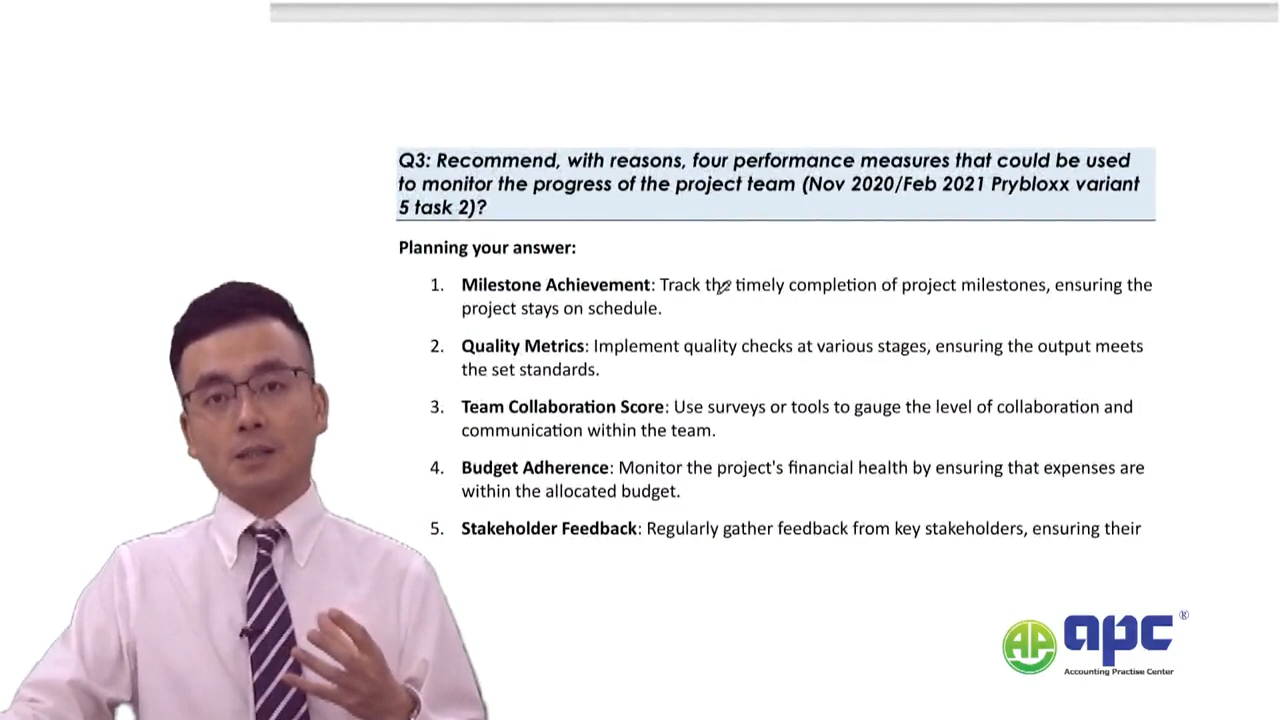 Q3: Recommend, with reasons, four performance measures that could be used
to monitor the progress of the project team (Nov 2020/Feb 2021 Prybloxx variant
5 task 2)?
Planning your answer:
1. Milestone Achievement: Track the timely completion of project milestones, ensuring the
project stays on schedule.
2. Quality Metrics: Implement quality checks at various stages, ensuring the output meets
the set standards.
3. Team Collaboration Score: Use surveys or tools to gauge the level of collaboration and
communication within the team.
4. Budget Adherence: Monitor the project's financial health by ensuring that expenses are
within the allocated budget.
5. Stakeholder Feedback: Regularly gather feedback from key stakeholders, ensuring their
AP apc ®
Accounting Practise Center